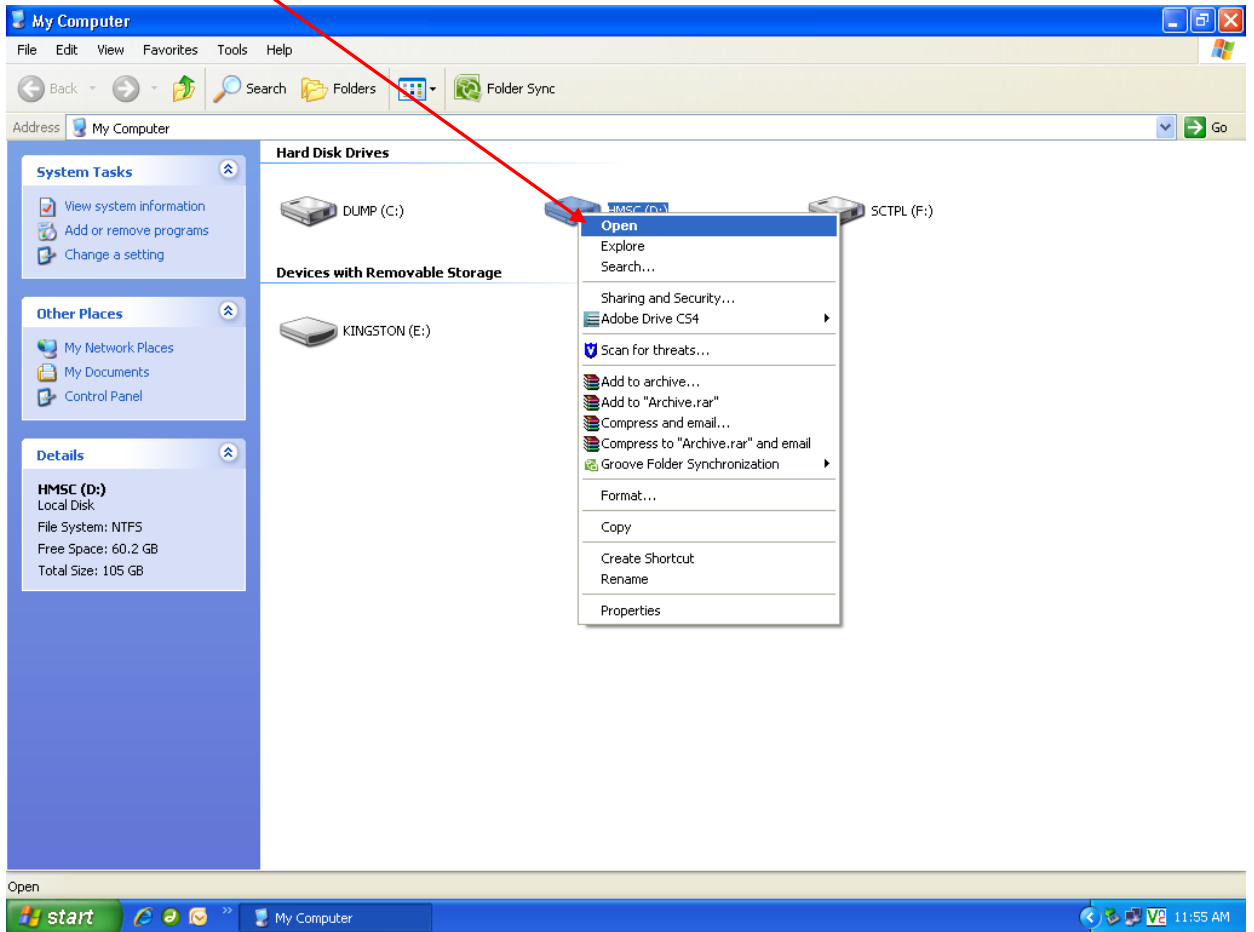 My Computer
File Edit View Favorites Tools Help
Back Search Folders Folder Sync
Address My Computer Go
System Tasks
View system information
Add or remove programs
Change a setting
Other Places
My Network Places
My Documents
Control Panel
Details
HMSC (D:)
Local Disk
File System: NTFS
Free Space: 60.2 GB
Total Size: 105 GB
Hard Disk Drives
DUMP (C:) HMSC (D:) SCTPL (F:)
Devices with Removable Storage
KINGSTON (E:)
Open
Explore
Search...
Sharing and Security...
Adobe Drive CS4
Scan for threats...
Add to archive...
Add to "Archive.rar"
Compress and email...
Compress to "Archive.rar" and email
Groove Folder Synchronization
Format...
Copy
Create Shortcut
Rename
Properties
Open
start My Computer 11:55 AM